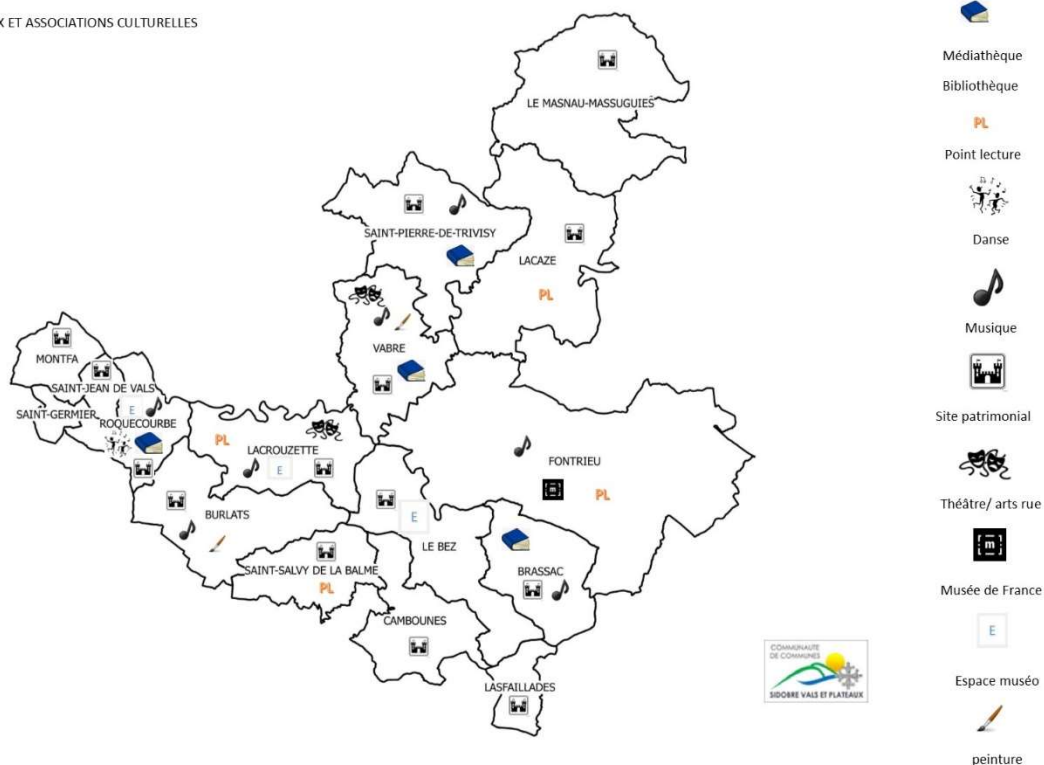 X ET ASSOCIATIONS CULTURELLES
LE MASNAU-MASSUGUIES
SAINT-PIERRE-DE-TRIVISY
LACAZE
PL
VABRE
MONTFA
SAINT-JEAN DE VALS
SAINT-GERMIER
E
ROQUECOURBE
PL
LACROUZETTE
E
FONTRIEU
m
PL
BURLATS
E
LE BEZ
BRASSAC
SAINT-SALVY DE LA BALME
PL
CAMBOUNES
LASFAILLADES
COMMUNAUTE
DE COMMUNES
SIDOBRE VALS ET PLATEAUX
Médiathèque
Bibliothèque
PL
Point lecture
Danse
Musique
Site patrimonial
Théâtre/ arts rue
m
Musée de France
E
Espace muséo
peinture